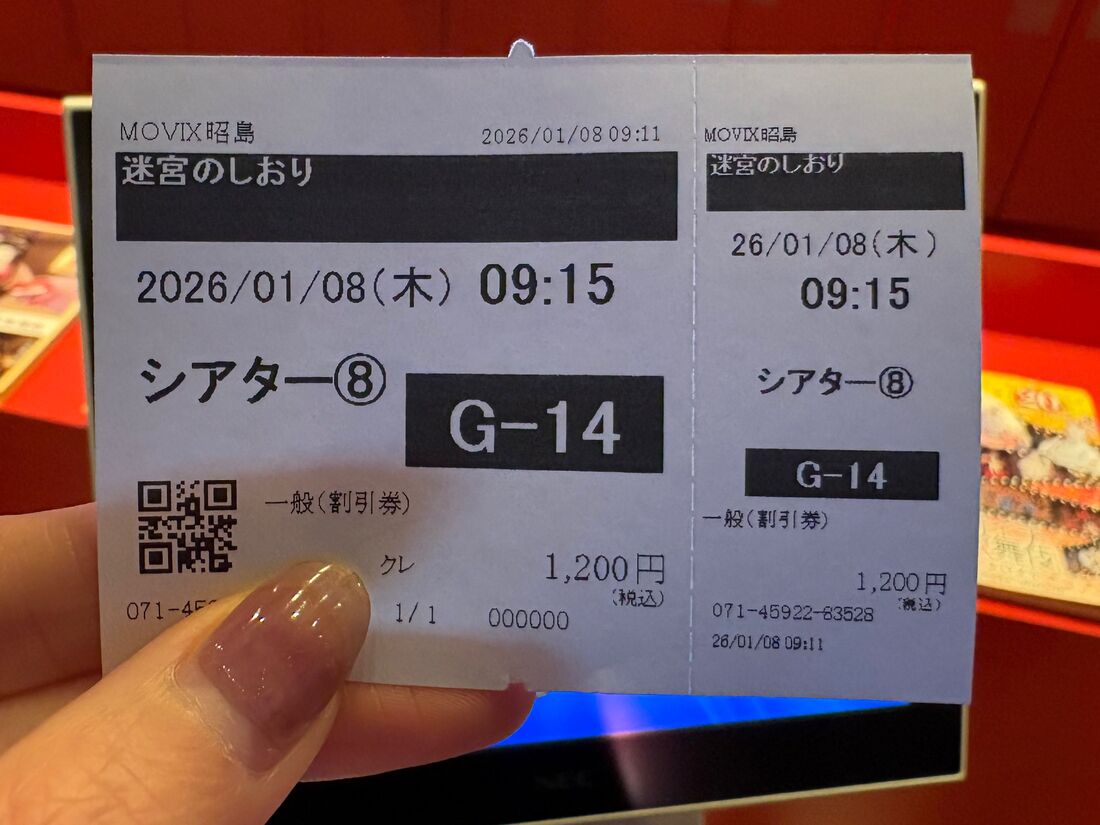 MOVIX昭島 2026/01/08 09:11
迷宮のしおり
2026/01/08(木) 09:15
シアター⑧
G-14
一般(割引券)
クレ 1,200円
(税込)
071-45 1/1 000000
MOVIX昭島
迷宮のしおり
26/01/08(木)
09:15
シアター⑧
G-14
一般(割引券)
1,200円
(税込)
071-45922-63528
26/01/08 09:11